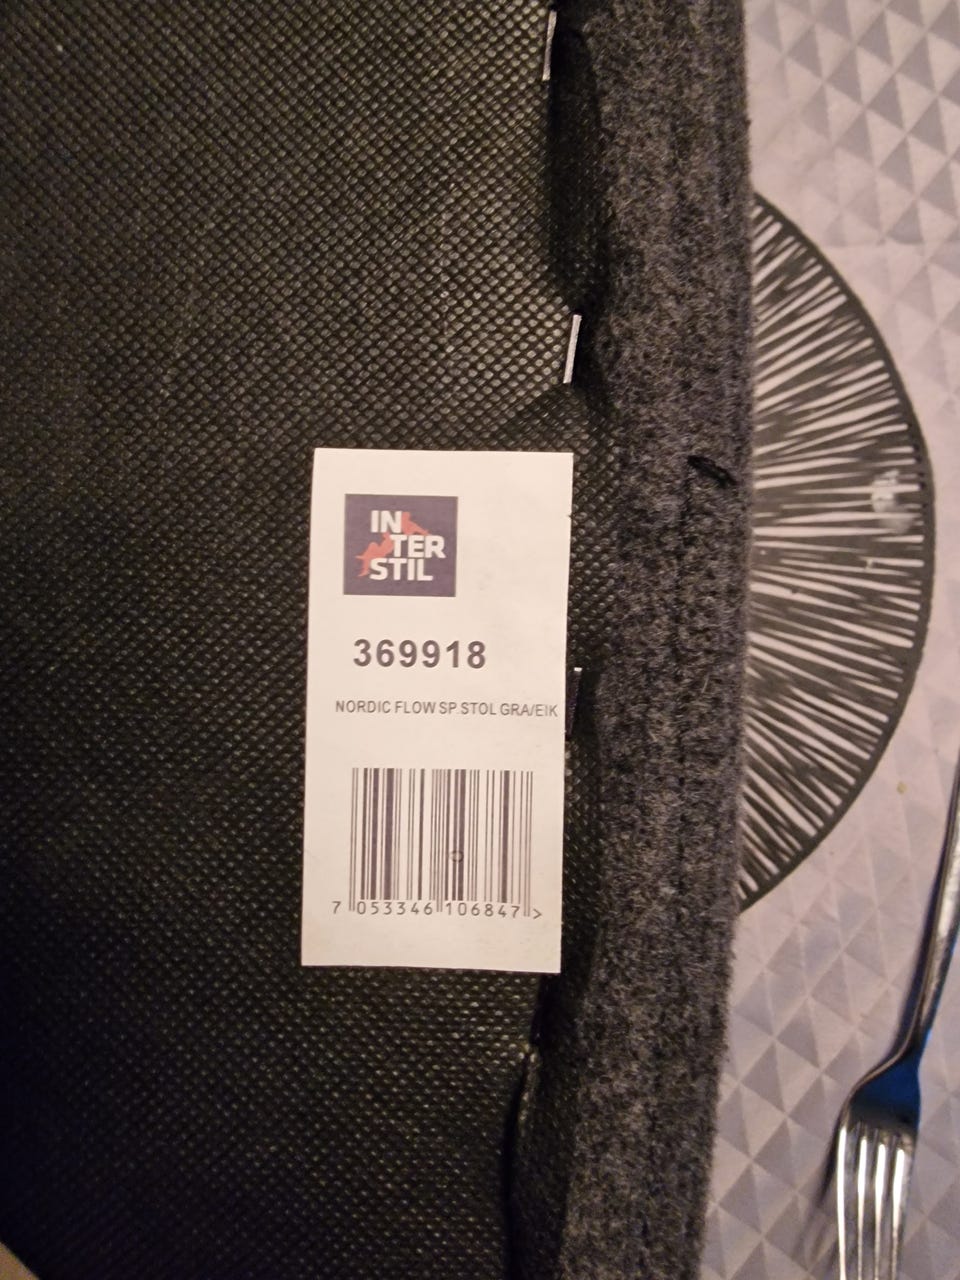 IN
TER
STIL
369918
NORDIC FLOW SP.STOL GRA/EIK
7 053346 106847 >